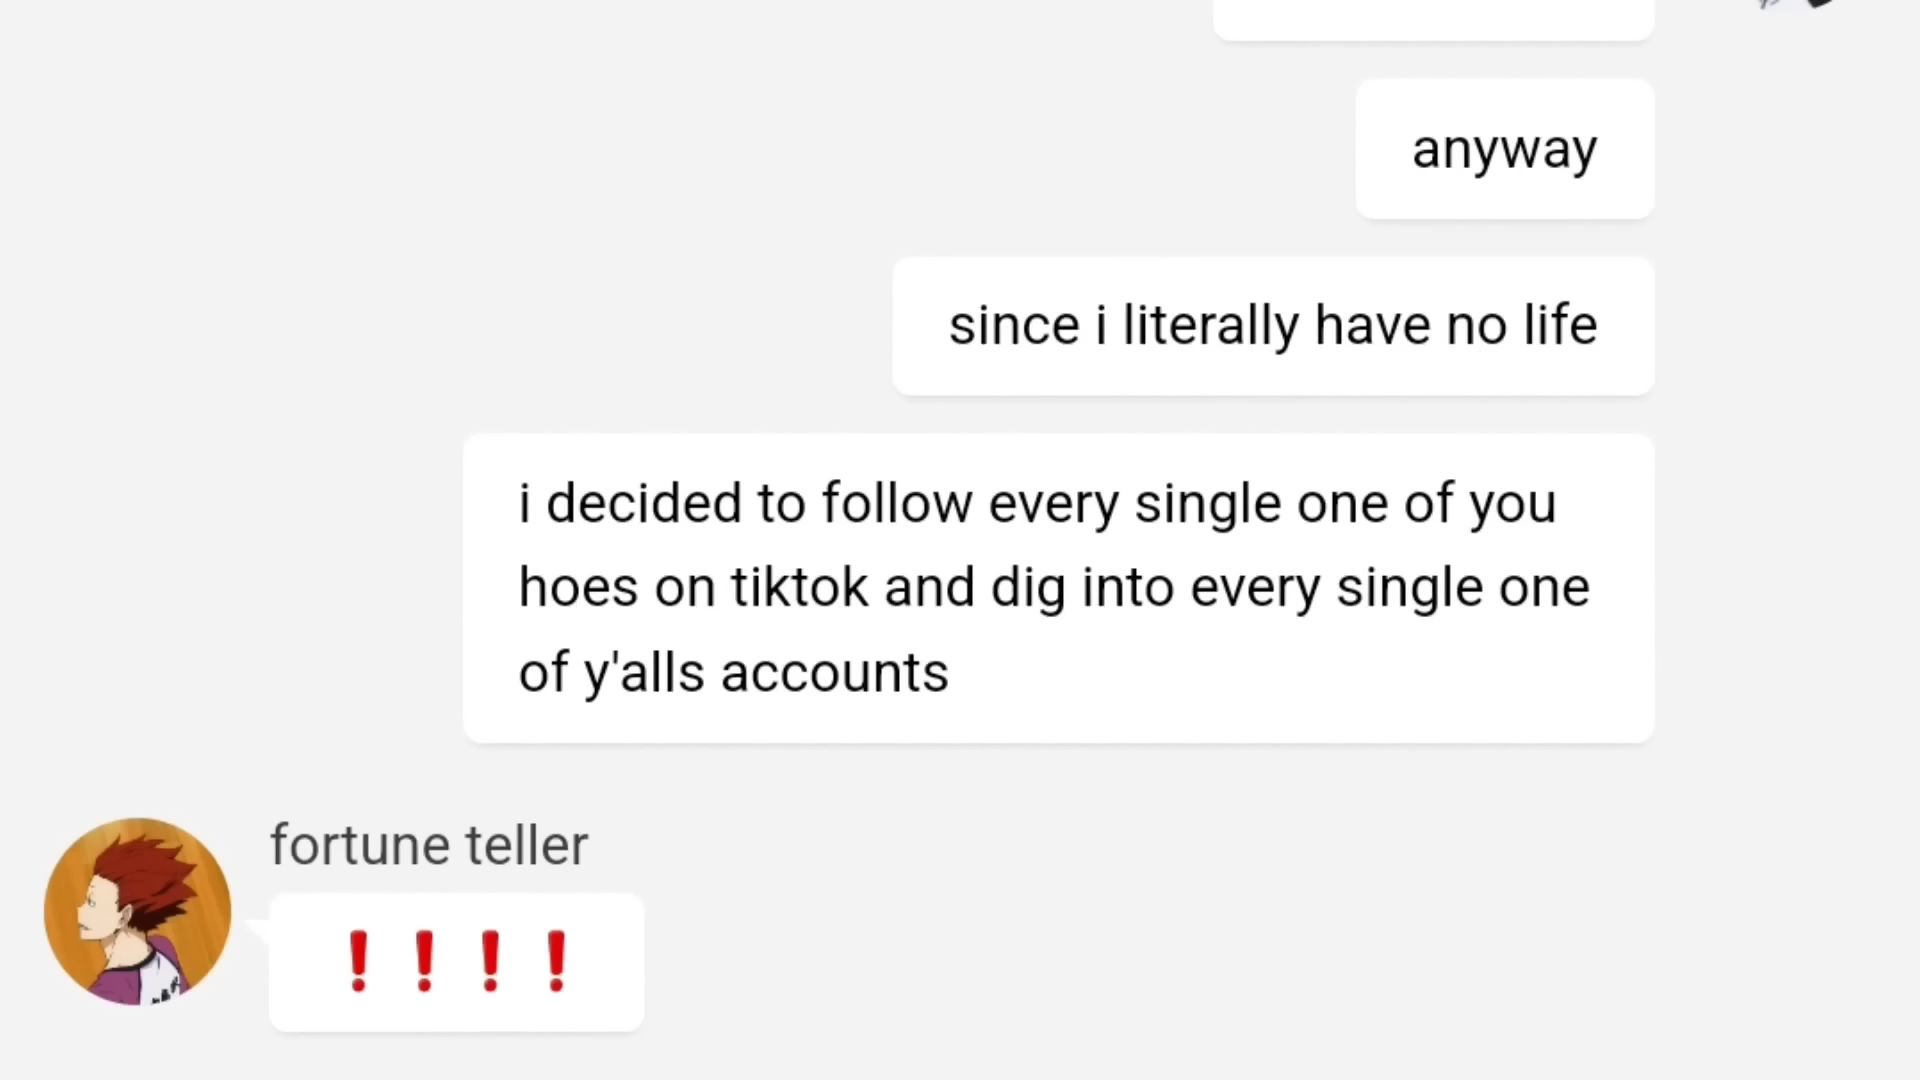 anyway
since i literally have no life
i decided to follow every single one of you
hoes on tiktok and dig into every single one
of y'alls accounts
fortune teller
❗❗❗❗